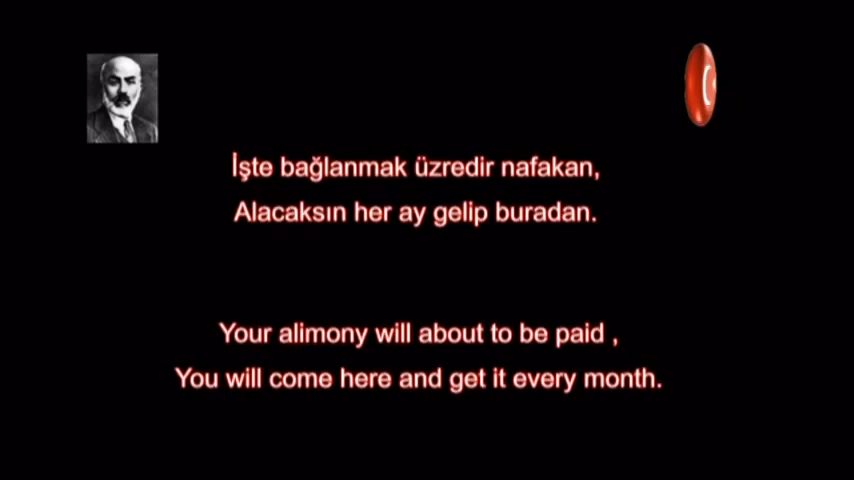 İşte bağlanmak üzredir nafakan,
Alacaksın her ay gelip buradan.
Your alimony will about to be paid ,
You will come here and get it every month.